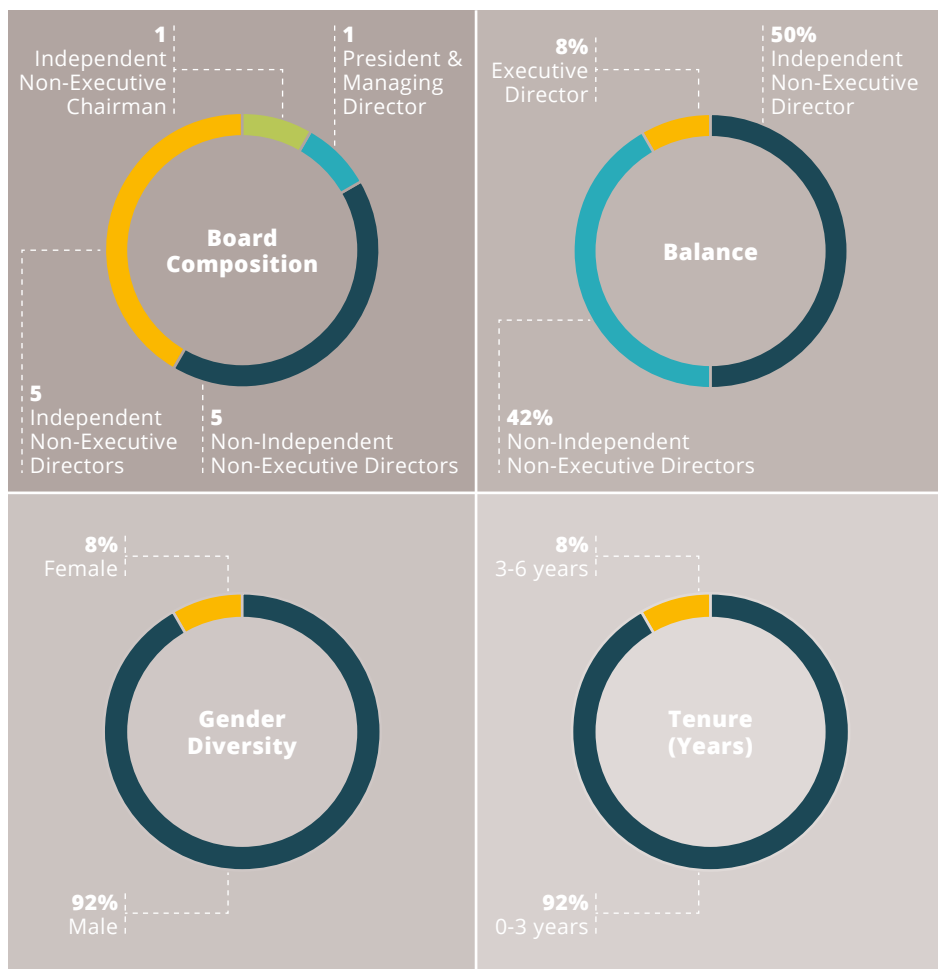 1
Independent
Non-Executive
Chairman
1
President &
Managing
Director
Board
Composition
5
Independent
Non-Executive
Directors
5
Non-Independent
Non-Executive Directors
8%
Executive
Director
50%
Independent
Non-Executive
Director
Balance
42%
Non-Independent
Non-Executive Directors
8%
Female
Gender
Diversity
92%
Male
8%
3-6 years
Tenure
(Years)
92%
0-3 years